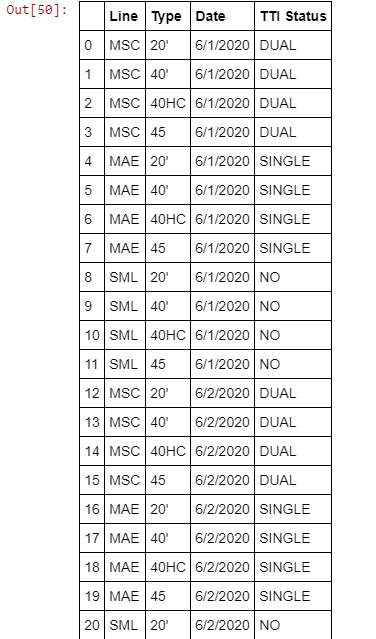 Out[50]:
Line Type Date TTI Status
0 MSC 20' 6/1/2020 DUAL
1 MSC 40' 6/1/2020 DUAL
2 MSC 40HC 6/1/2020 DUAL
3 MSC 45 6/1/2020 DUAL
4 MAE 20' 6/1/2020 SINGLE
5 MAE 40' 6/1/2020 SINGLE
6 MAE 40HC 6/1/2020 SINGLE
7 MAE 45 6/1/2020 SINGLE
8 SML 20' 6/1/2020 NO
9 SML 40' 6/1/2020 NO
10 SML 40HC 6/1/2020 NO
11 SML 45 6/1/2020 NO
12 MSC 20' 6/2/2020 DUAL
13 MSC 40' 6/2/2020 DUAL
14 MSC 40HC 6/2/2020 DUAL
15 MSC 45 6/2/2020 DUAL
16 MAE 20' 6/2/2020 SINGLE
17 MAE 40' 6/2/2020 SINGLE
18 MAE 40HC 6/2/2020 SINGLE
19 MAE 45 6/2/2020 SINGLE
20 SML 20' 6/2/2020 NO